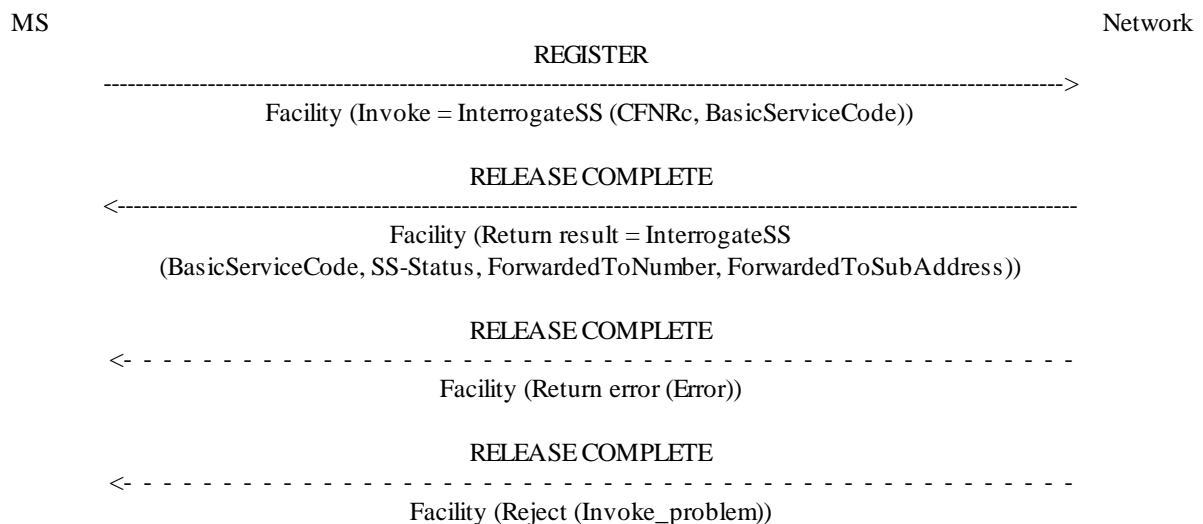 MS Network
REGISTER
------------------------------------------------------------------------------------------------------------------------>
Facility (Invoke = InterrogateSS (CFNRc, BasicServiceCode))
RELEASE COMPLETE
<------------------------------------------------------------------------------------------------------------------------
Facility (Return result = InterrogateSS
(BasicServiceCode, SS-Status, ForwardedToNumber, ForwardedToSubAddress))
RELEASE COMPLETE
<- - - - - - - - - - - - - - - - - - - - - - - - - - - - - - - - - - - - - - - - - - - - - - - -
Facility (Return error (Error))
RELEASE COMPLETE
<- - - - - - - - - - - - - - - - - - - - - - - - - - - - - - - - - - - - - - - - - - - - - - - -
Facility (Reject (Invoke_problem))